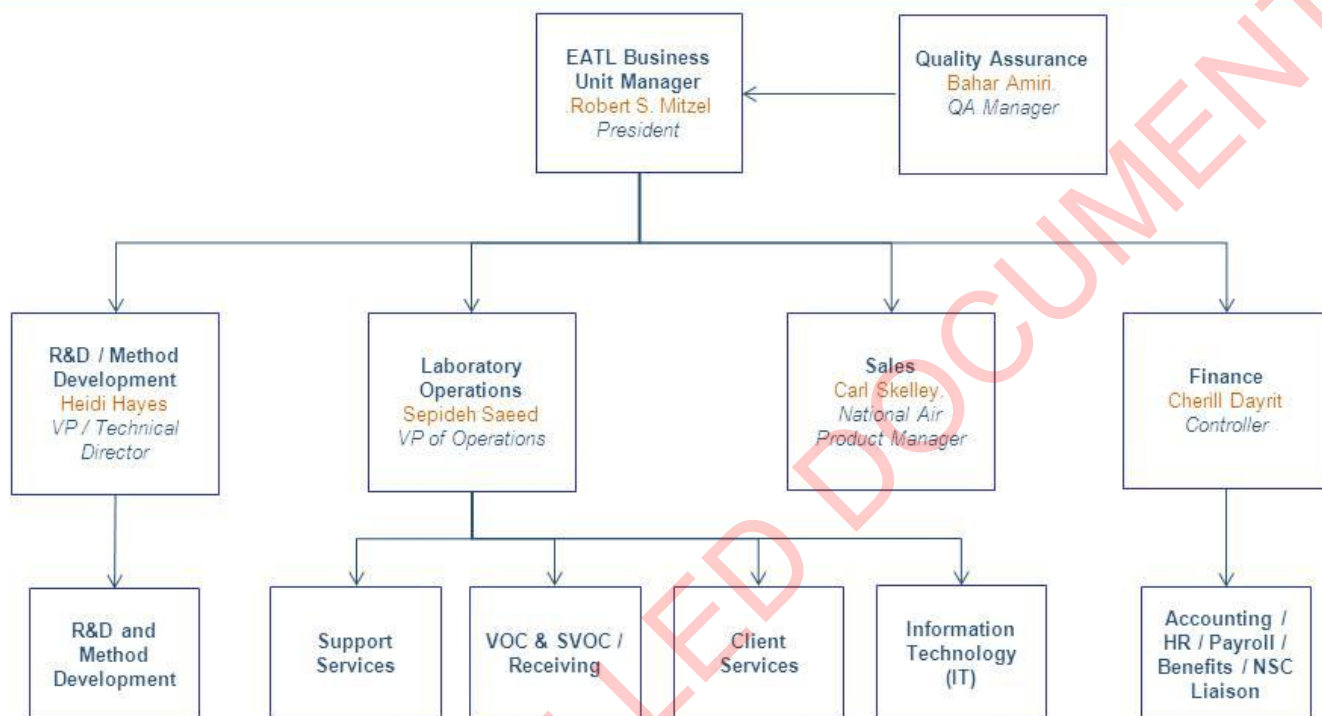 EATL Business
Unit Manager
.Robert S. Mitzel
President
Quality Assurance
Bahar Amiri.
QA Manager
R&D / Method
Development
Heidi Hayes
VP / Technical
Director
Laboratory
Operations
Sepideh Saeed
VP of Operations
Sales
Carl Skelley.
National Air
Product Manager
Finance
Cherill Dayrit
Controller
R&D and
Method
Development
Support
Services
VOC & SVOC /
Receiving
Client
Services
Information
Technology
(IT)
Accounting /
HR / Payroll /
Benefits / NSC
Liaison
LLED DOCUMENT